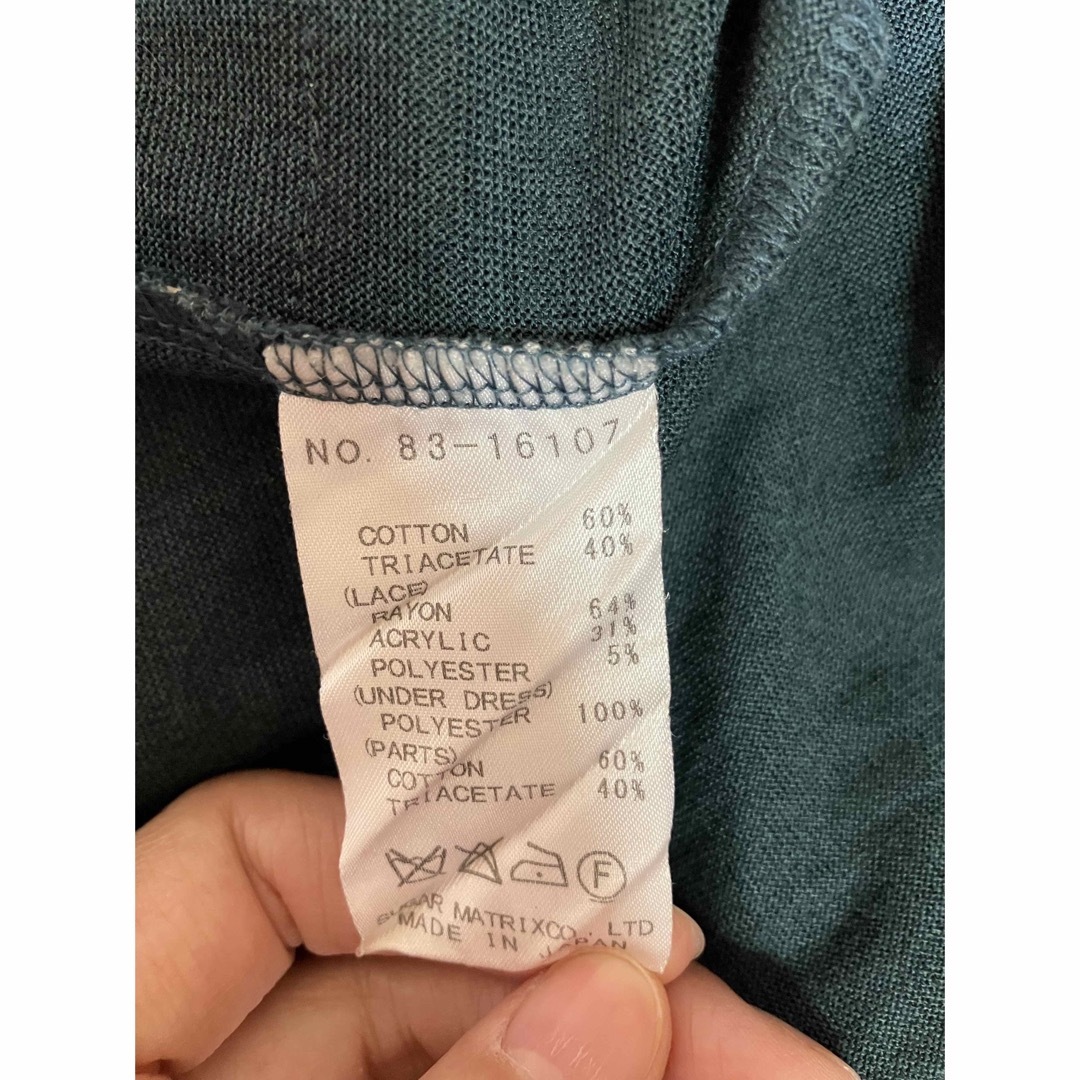 NO. 83-16107
COTTON 60%
TRIACETATE 40%
(LACE)
RAYON 64%
ACRYLIC 31%
POLYESTER 5%
(UNDER DRESS)
POLYESTER 100%
(PARTS)
COTTON 60%
TRIACETATE 40%
F
SUGAR MATRIXCO., LTD
MADE IN JAPAN